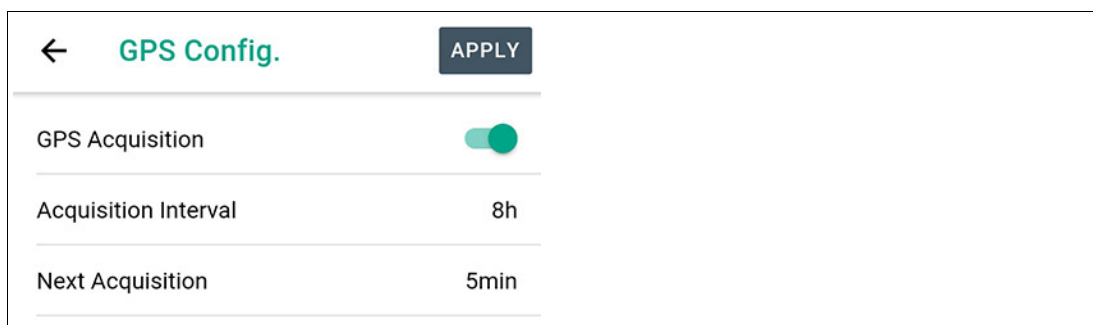 GPS Config. APPLY
GPS Acquisition
Acquisition Interval 8h
Next Acquisition 5min